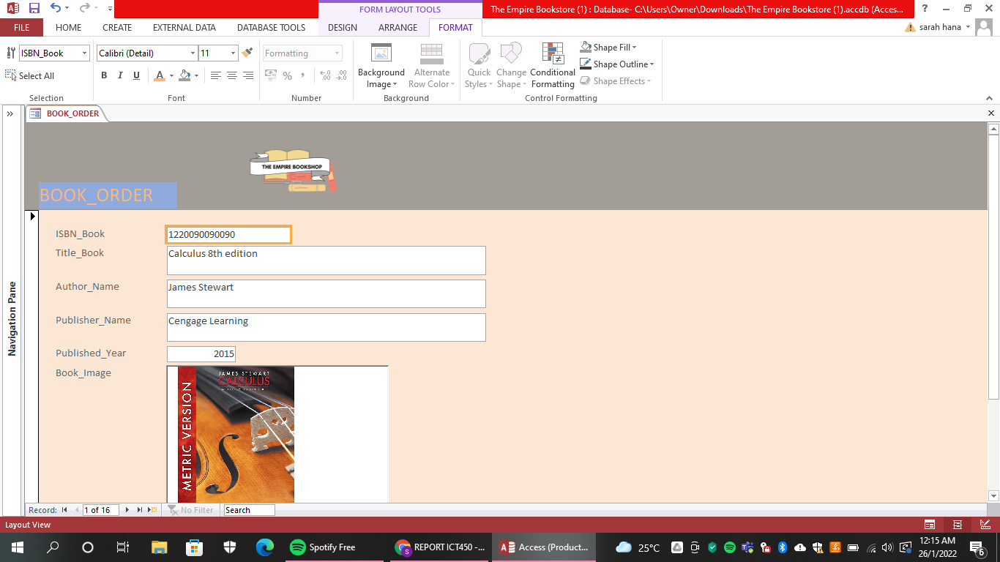 FORM LAYOUT TOOLS
The Empire Bookstore (1) : Database- C:\Users\Owner\Downloads\The Empire Bookstore (1).accdb (Acces...
?
FILE HOME CREATE EXTERNAL DATA DATABASE TOOLS DESIGN ARRANGE FORMAT
sarah hana
ISBN_Book
Calibri (Detail) 11
Formatting
Select All
B I U A
% ,
Background Image
Alternate Row Color
Quick Styles
Change Shape
Conditional Formatting
Shape Fill
Shape Outline
Shape Effects
Selection Font Number Background Control Formatting
BOOK_ORDER
THE EMPIRE BOOKSHOP
BOOK_ORDER
Navigation Pane
ISBN_Book 1220090090090
Title_Book Calculus 8th edition
Author_Name James Stewart
Publisher_Name Cengage Learning
Published_Year 2015
Book_Image
JAMES STEWART
CALCULUS
METRIC VERSION
Record: 1 of 16 No Filter Search
Layout View
Spotify Free
REPORT ICT450 -...
Access (Product...
25°C
12:15 AM
26/1/2022
6